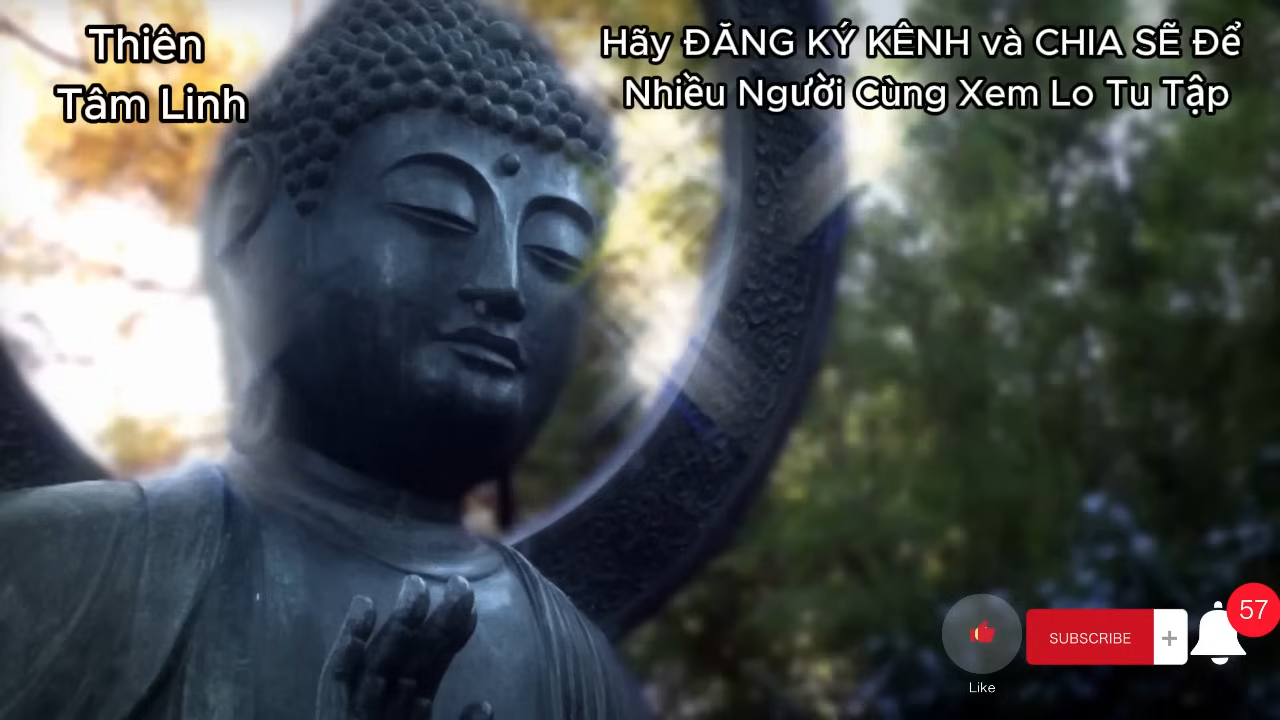 Thiên
Tâm Linh
Hãy ĐĂNG KÝ KÊNH và CHIA SẼ Để
Nhiều Người Cùng Xem Lo Tu Tập
57
SUBSCRIBE
Like